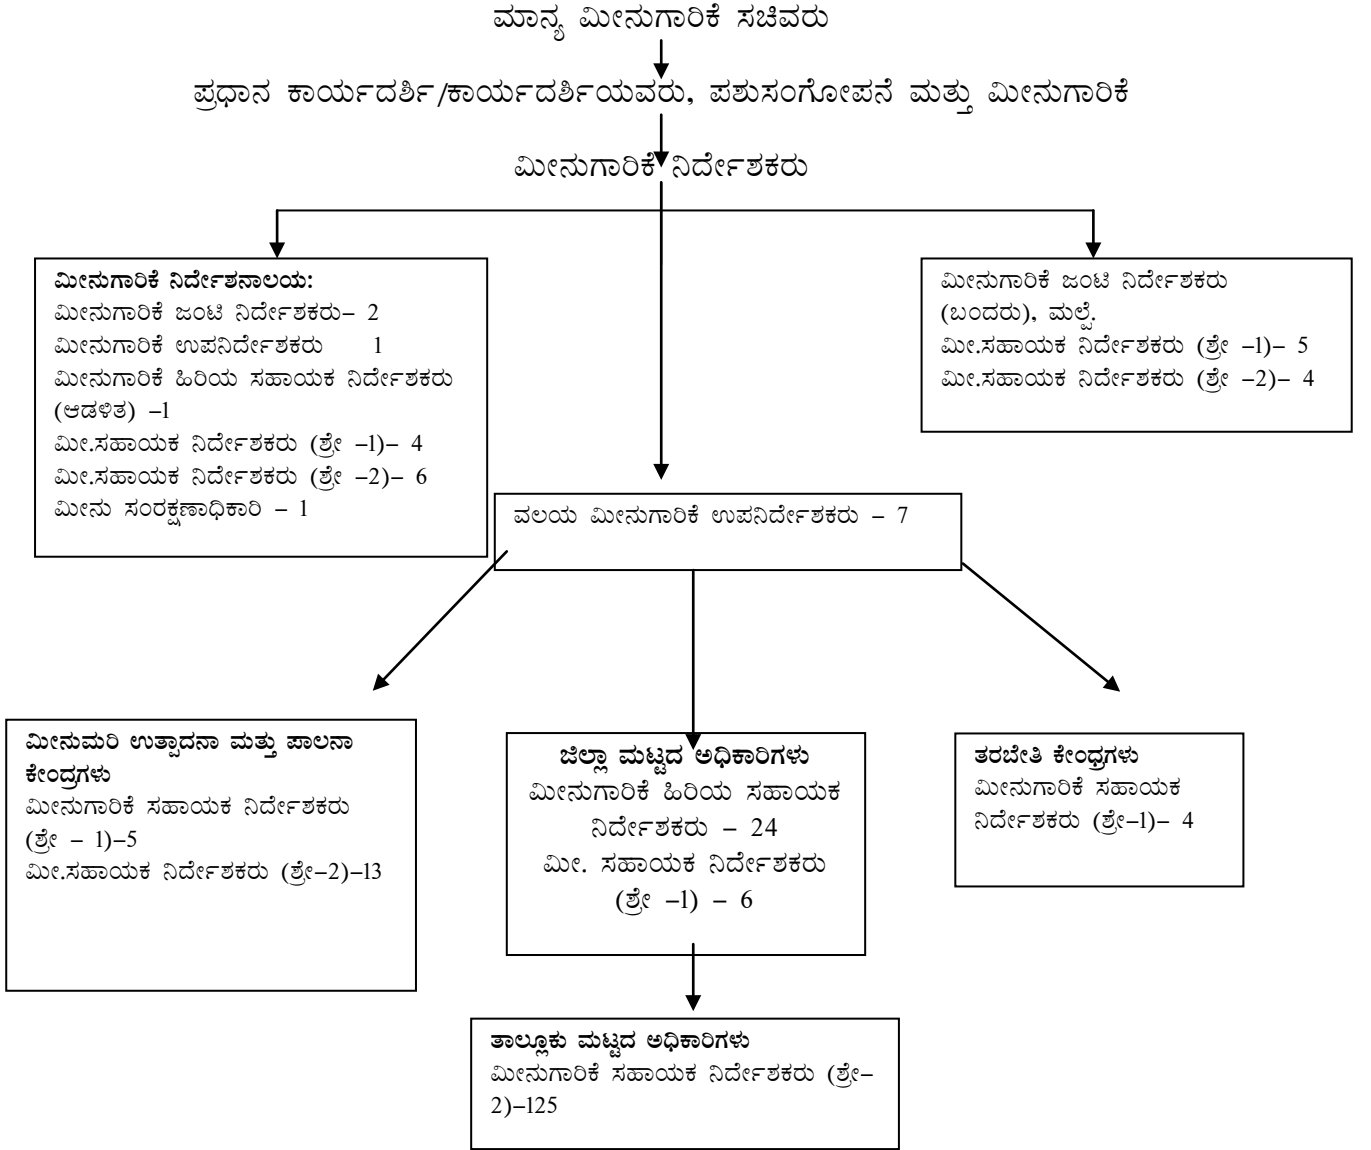 ಮಾನ್ಯ ಮೀನುಗಾರಿಕೆ ಸಚಿವರು
ಪ್ರಧಾನ ಕಾರ್ಯದರ್ಶಿ/ಕಾರ್ಯದರ್ಶಿಯವರು, ಪಶುಸಂಗೋಪನೆ ಮತ್ತು ಮೀನುಗಾರಿಕೆ
ಮೀನುಗಾರಿಕೆ ನಿರ್ದೇಶಕರು
ಮೀನುಗಾರಿಕೆ ನಿರ್ದೇಶನಾಲಯ:
ಮೀನುಗಾರಿಕೆ ಜಂಟಿ ನಿರ್ದೇಶಕರು– 2
ಮೀನುಗಾರಿಕೆ ಉಪನಿರ್ದೇಶಕರು 1
ಮೀನುಗಾರಿಕೆ ಹಿರಿಯ ಸಹಾಯಕ ನಿರ್ದೇಶಕರು
(ಆಡಳಿತ) –1
ಮೀ.ಸಹಾಯಕ ನಿರ್ದೇಶಕರು (ಶ್ರೇ –1)– 4
ಮೀ.ಸಹಾಯಕ ನಿರ್ದೇಶಕರು (ಶ್ರೇ –2)– 6
ಮೀನು ಸಂರಕ್ಷಣಾಧಿಕಾರಿ – 1
ಮೀನುಗಾರಿಕೆ ಜಂಟಿ ನಿರ್ದೇಶಕರು
(ಬಂದರು), ಮಲ್ಪೆ.
ಮೀ.ಸಹಾಯಕ ನಿರ್ದೇಶಕರು (ಶ್ರೇ –1)– 5
ಮೀ.ಸಹಾಯಕ ನಿರ್ದೇಶಕರು (ಶ್ರೇ –2)– 4
ವಲಯ ಮೀನುಗಾರಿಕೆ ಉಪನಿರ್ದೇಶಕರು – 7
ಮೀನುಮರಿ ಉತ್ಪಾದನಾ ಮತ್ತು ಪಾಲನಾ
ಕೇಂದ್ರಗಳು
ಮೀನುಗಾರಿಕೆ ಸಹಾಯಕ ನಿರ್ದೇಶಕರು
(ಶ್ರೇ – 1)–5
ಮೀ.ಸಹಾಯಕ ನಿರ್ದೇಶಕರು (ಶ್ರೇ–2)–13
ಜಿಲ್ಲಾ ಮಟ್ಟದ ಅಧಿಕಾರಿಗಳು
ಮೀನುಗಾರಿಕೆ ಹಿರಿಯ ಸಹಾಯಕ
ನಿರ್ದೇಶಕರು – 24
ಮೀ. ಸಹಾಯಕ ನಿರ್ದೇಶಕರು
(ಶ್ರೇ –1) – 6
ತರಬೇತಿ ಕೇಂಧ್ರಗಳು
ಮೀನುಗಾರಿಕೆ ಸಹಾಯಕ
ನಿರ್ದೇಶಕರು (ಶ್ರೇ–1)– 4
ತಾಲ್ಲೂಕು ಮಟ್ಟದ ಅಧಿಕಾರಿಗಳು
ಮೀನುಗಾರಿಕೆ ಸಹಾಯಕ ನಿರ್ದೇಶಕರು (ಶ್ರೇ–
2)–125